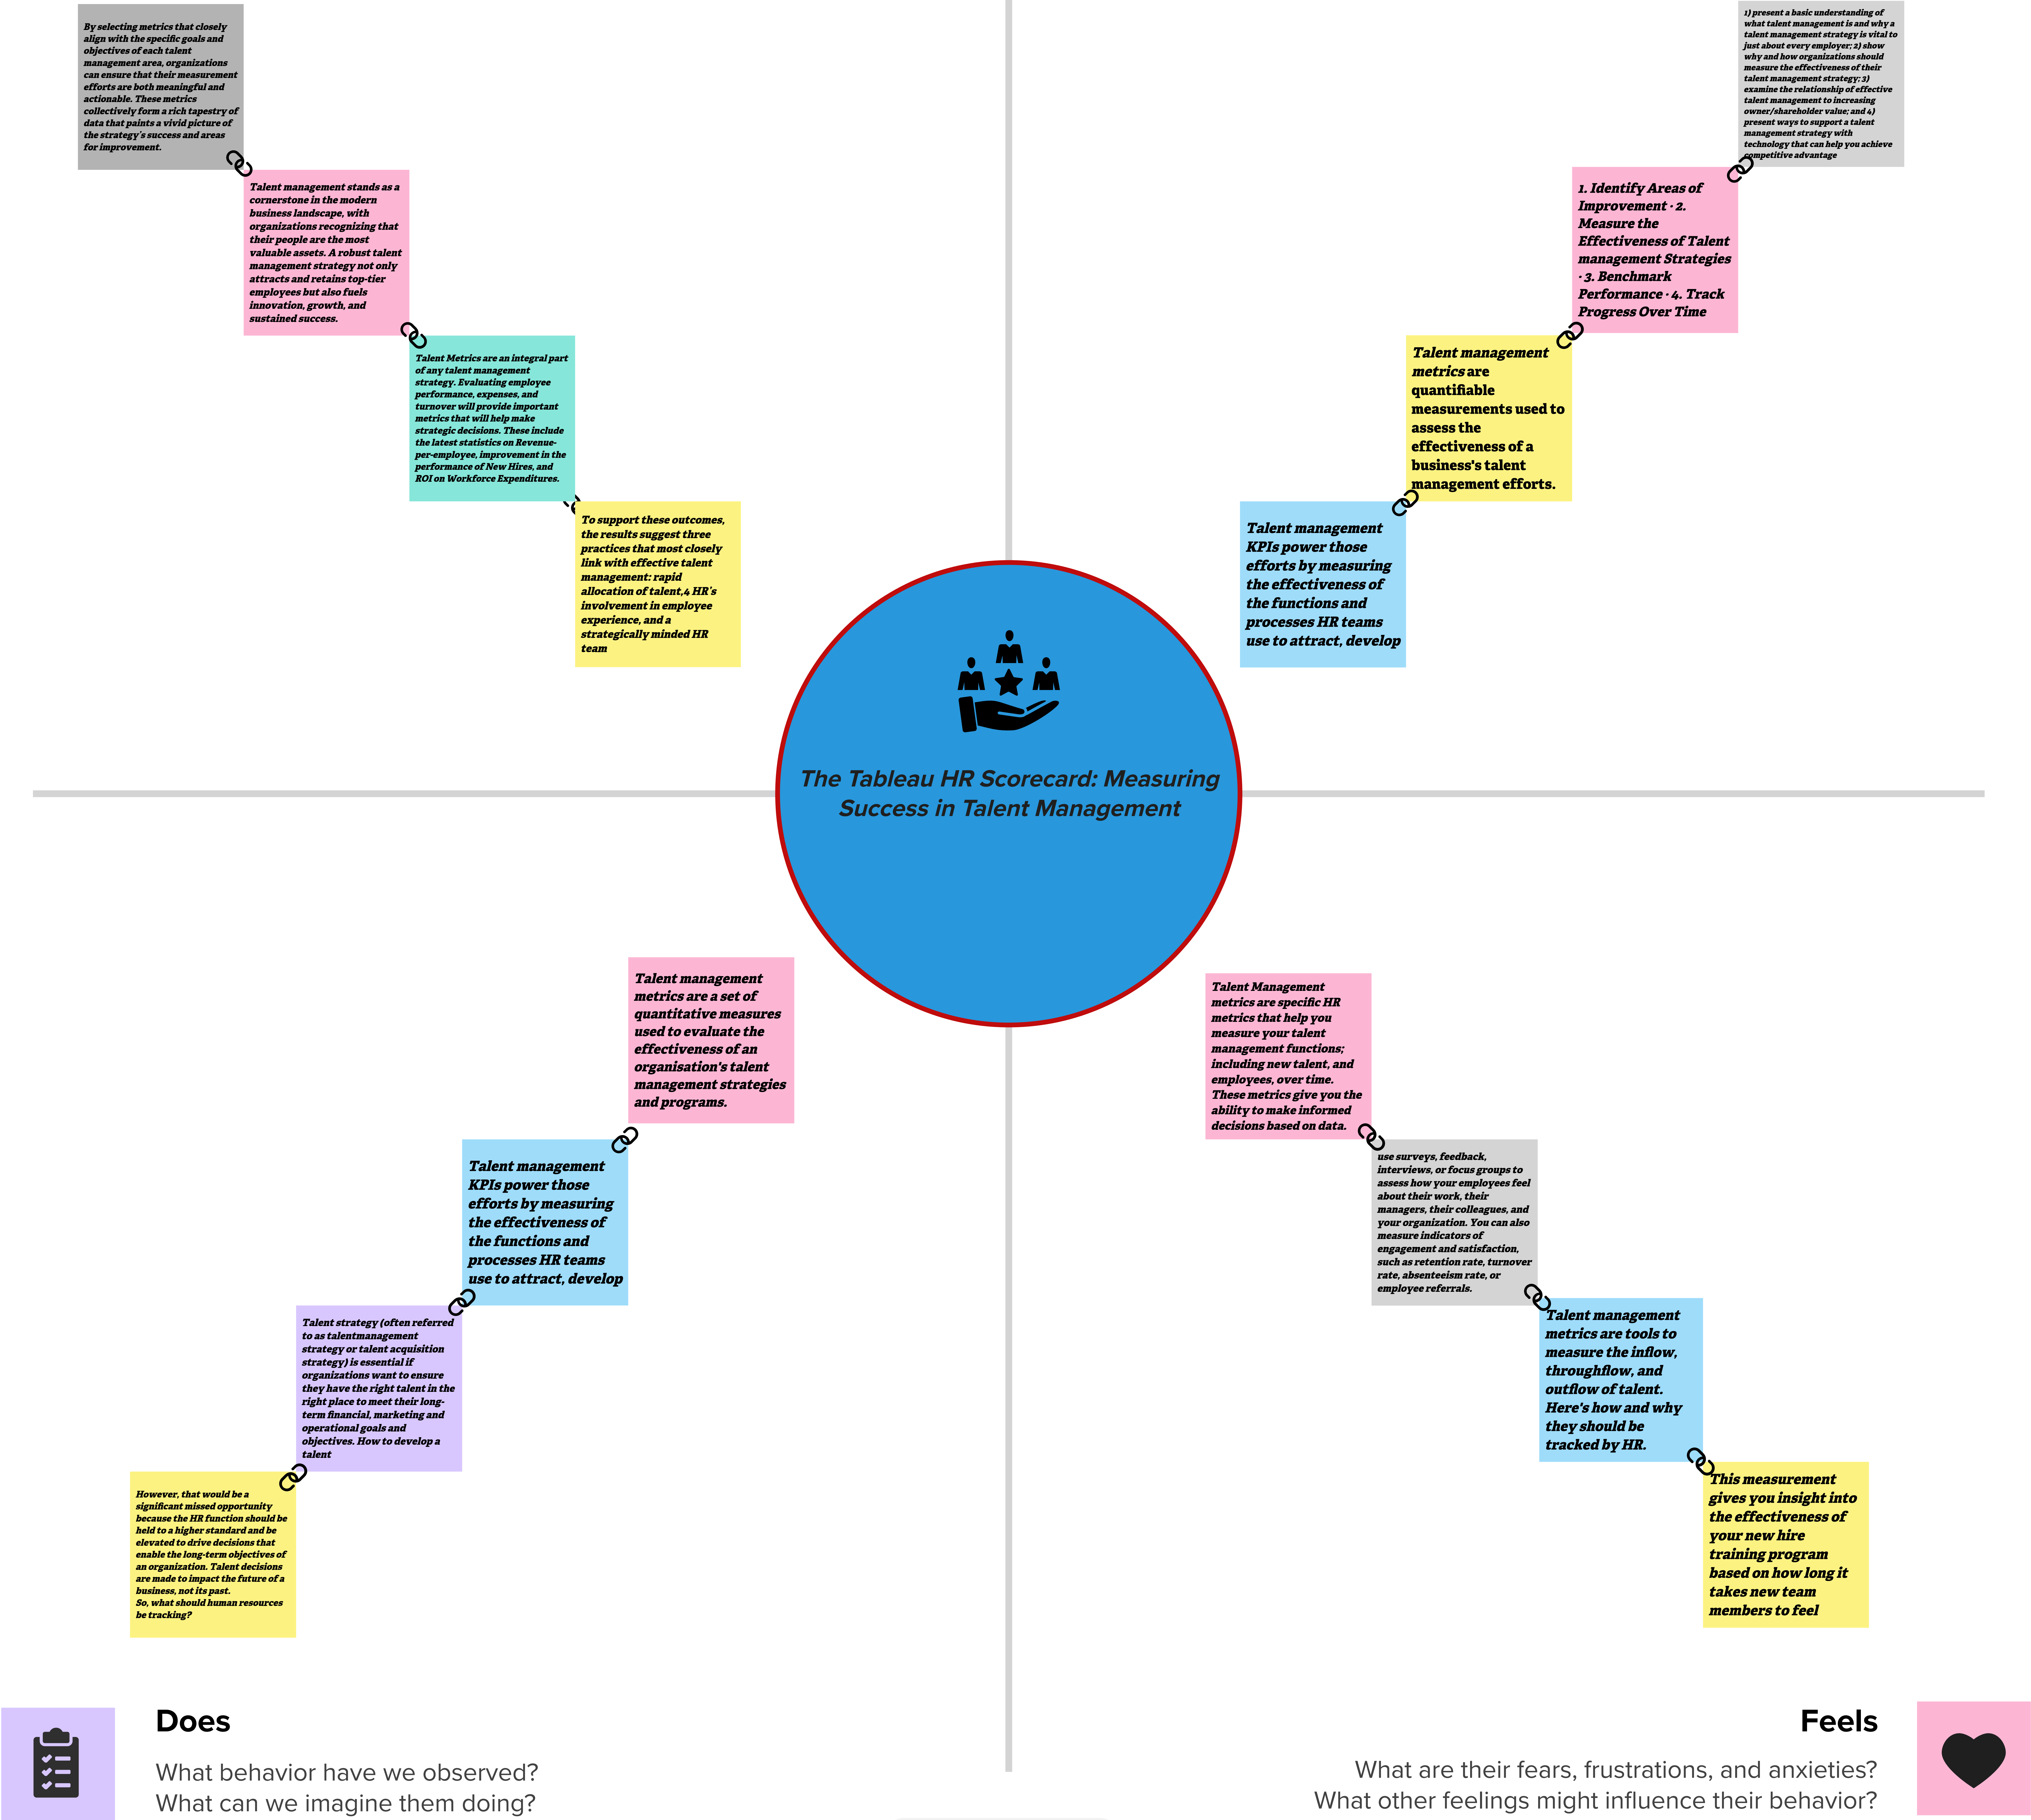 By selecting metrics that closely
align with the specific goals and
objectives of each talent
management area, organizations
can ensure that their measurement
efforts are both meaningful and
actionable. These metrics
collectively form a rich tapestry of
data that paints a vivid picture of
the strategy's success and areas
for improvement.
Talent management stands as a
cornerstone in the modern
business landscape, with
organizations recognizing that
their people are the most
valuable assets. A robust talent
management strategy not only
attracts and retains top-tier
employees but also fuels
innovation, growth, and
sustained success.
Talent Metrics are an integral part
of any talent management
strategy. Evaluating employee
performance, expenses, and
turnover will provide important
metrics that will help make
strategic decisions. These include
the latest statistics on Revenue-
per-employee, improvement in the
performance of New Hires, and
ROI on Workforce Expenditures.
To support these outcomes,
the results suggest three
practices that most closely
link with effective talent
management: rapid
allocation of talent,4 HR's
involvement in employee
experience, and a
strategically minded HR
team
1) present a basic understanding of
what talent management is and why a
talent management strategy is vital to
just about every employer; 2) show
why and how organizations should
measure the effectiveness of their
talent management strategy; 3)
examine the relationship of effective
talent management to increasing
owner/shareholder value; and 4)
present ways to support a talent
management strategy with
technology that can help you achieve
competitive advantage
1. Identify Areas of
Improvement · 2.
Measure the
Effectiveness of Talent
management Strategies
· 3. Benchmark
Performance · 4. Track
Progress Over Time
Talent management
metrics are
quantifiable
measurements used to
assess the
effectiveness of a
business's talent
management efforts.
Talent management
KPIs power those
efforts by measuring
the effectiveness of
the functions and
processes HR teams
use to attract, develop
The Tableau HR Scorecard: Measuring
Success in Talent Management
Talent management
metrics are a set of
quantitative measures
used to evaluate the
effectiveness of an
organisation's talent
management strategies
and programs.
Talent management
KPIs power those
efforts by measuring
the effectiveness of
the functions and
processes HR teams
use to attract, develop
Talent strategy (often referred
to as talentmanagement
strategy or talent acquisition
strategy) is essential if
organizations want to ensure
they have the right talent in the
right place to meet their long-
term financial, marketing and
operational goals and
objectives. How to develop a
talent
However, that would be a
significant missed opportunity
because the HR function should be
held to a higher standard and be
elevated to drive decisions that
enable the long-term objectives of
an organization. Talent decisions
are made to impact the future of a
business, not its past.
So, what should human resources
be tracking?
Talent Management
metrics are specific HR
metrics that help you
measure your talent
management functions;
including new talent, and
employees, over time.
These metrics give you the
ability to make informed
decisions based on data.
use surveys, feedback,
interviews, or focus groups to
assess how your employees feel
about their work, their
managers, their colleagues, and
your organization. You can also
measure indicators of
engagement and satisfaction,
such as retention rate, turnover
rate, absenteeism rate, or
employee referrals.
Talent management
metrics are tools to
measure the inflow,
throughflow, and
outflow of talent.
Here's how and why
they should be
tracked by HR.
This measurement
gives you insight into
the effectiveness of
your new hire
training program
based on how long it
takes new team
members to feel
Does
What behavior have we observed?
What can we imagine them doing?
Feels
What are their fears, frustrations, and anxieties?
What other feelings might influence their behavior?